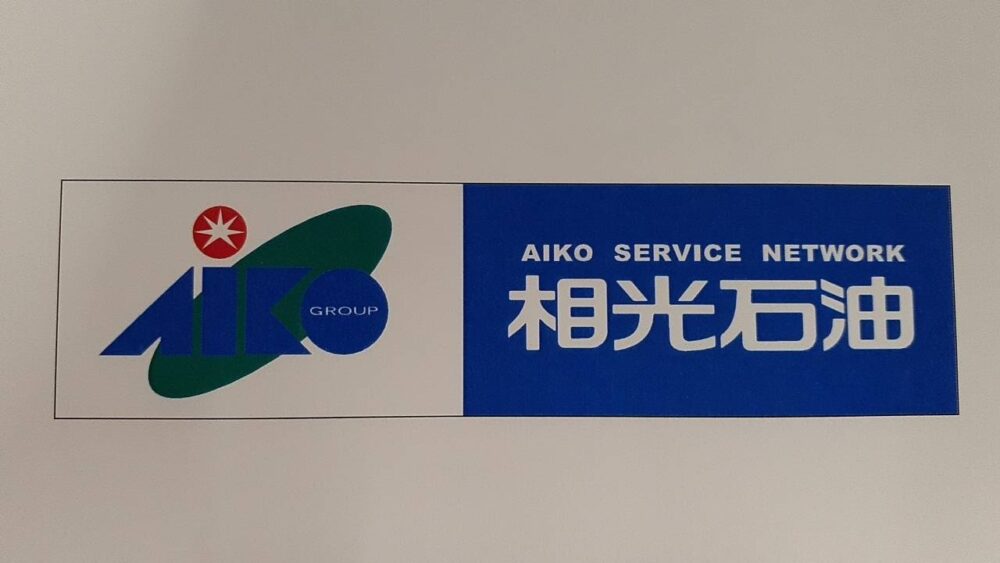 AIKO
GROUP
AIKO SERVICE NETWORK
相光石油